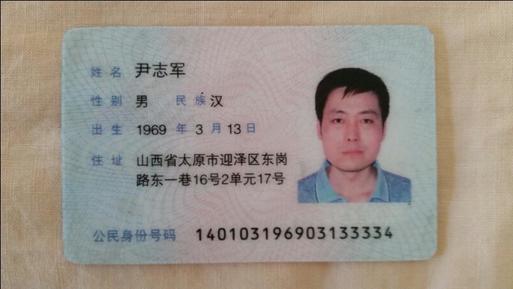 姓名 尹志军
性别 男 民族 汉
出生 1969 年 3 月 13 日
住址 山西省太原市迎泽区东岗
路东一巷16号2单元17号
公民身份号码 140103196903133334